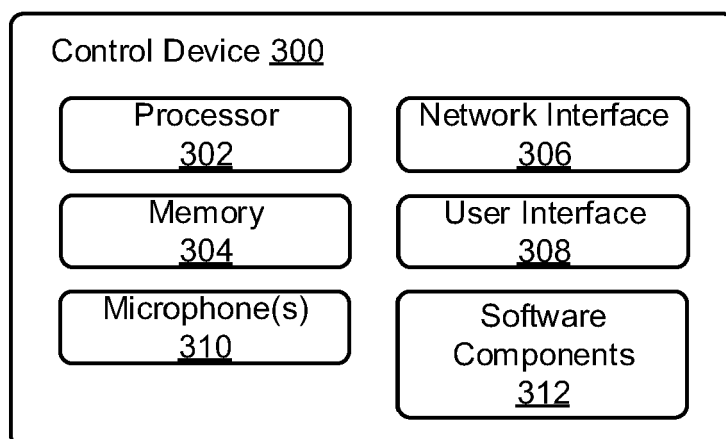 Control Device 300
Processor
302
Network Interface
306
Memory
304
User Interface
308
Microphone(s)
310
Software
Components
312